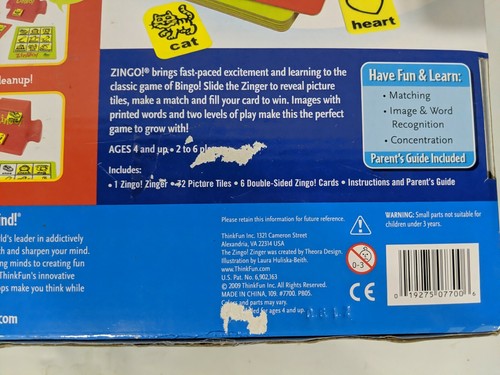 cat
heart
eanup!
ZINGO!® brings fast-paced excitement and learning to the
classic game of Bingo! Slide the Zinger to reveal picture
tiles, make a match and fill your card to win. Images with
printed words and two levels of play make this the perfect
game to grow with!
AGES 4 and up • 2 to 6
Includes:
• 1 Zingo! Zinger • 72 Picture Tiles • 6 Double-Sided Zingo! Cards • Instructions and Parent's Guide
Have Fun & Learn:
• Matching
• Image & Word
Recognition
• Concentration
Parent's Guide Included
nd!®
ld's leader in addictively
ch and sharpen your mind.
ng minds to creating fun
ThinkFun's innovative
ps make you think while
.com
Please retain this information for future reference.
ThinkFun Inc. 1321 Cameron Street
Alexandria, VA 22314 USA
The Zingo! Zinger was created by Theora Design.
Illustration by Laura Huliska-Beith.
www.ThinkFun.com
U.S. Pat. No. 6,902,163
© 2009 ThinkFun Inc. All Rights Reserved.
MADE IN CHINA, 109. #7700. PB05.
Colors and parts may vary.
for ages 4 and up.
0-3
CE
WARNING: Small parts not suitable for
children under 3 years.
0 19275 07700 6